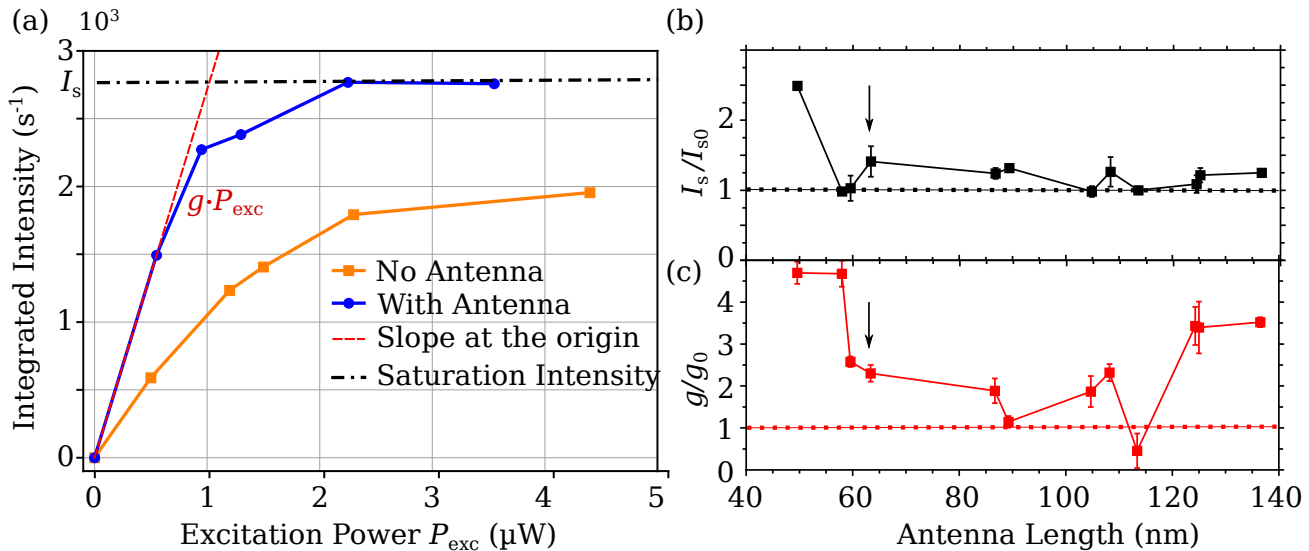 (a)
10³
3
I_s
2
1
0
Integrated Intensity (s⁻¹)
g·P_exc
No Antenna
With Antenna
Slope at the origin
Saturation Intensity
0 1 2 3 4 5
Excitation Power P_exc (µW)
(b)
2
1
0
I_s/I_s0
(c)
4
3
2
1
0
g/g₀
40 60 80 100 120 140
Antenna Length (nm)